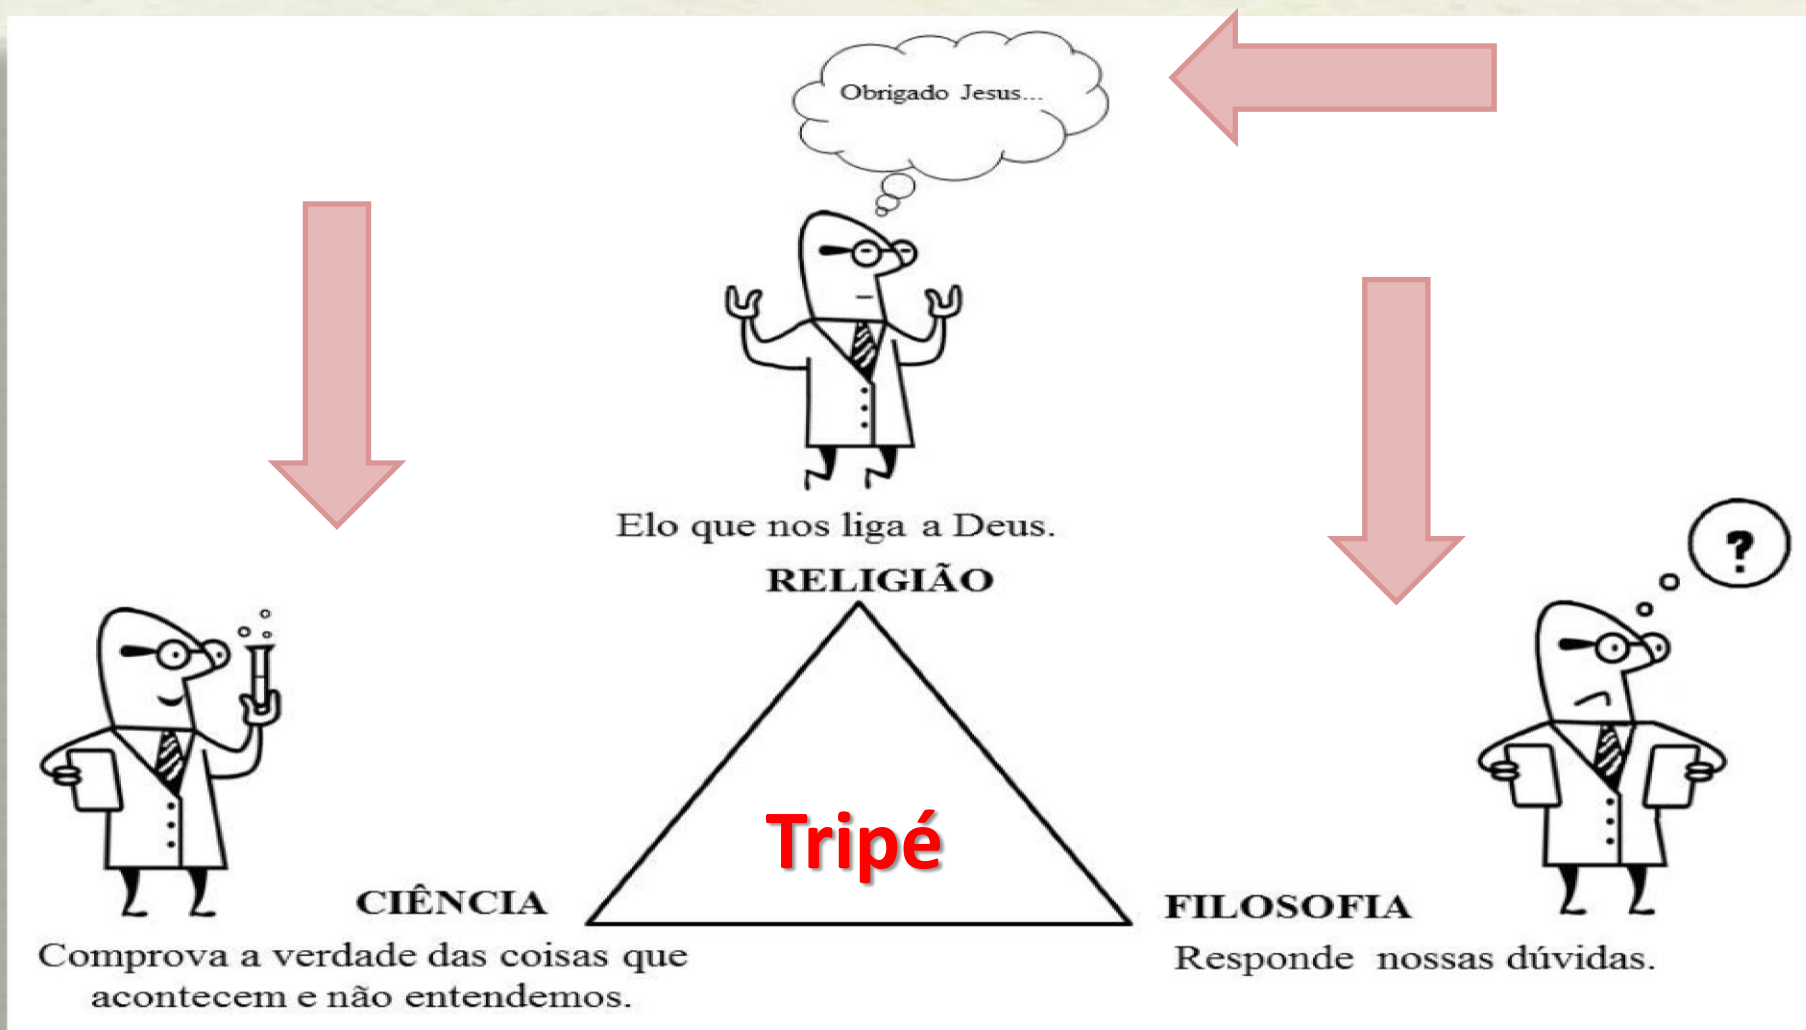 Obrigado Jesus...
Elo que nos liga a Deus.
RELIGIÃO
?
Tripé
CIÊNCIA
Comprova a verdade das coisas que
acontecem e não entendemos.
FILOSOFIA
Responde nossas dúvidas.